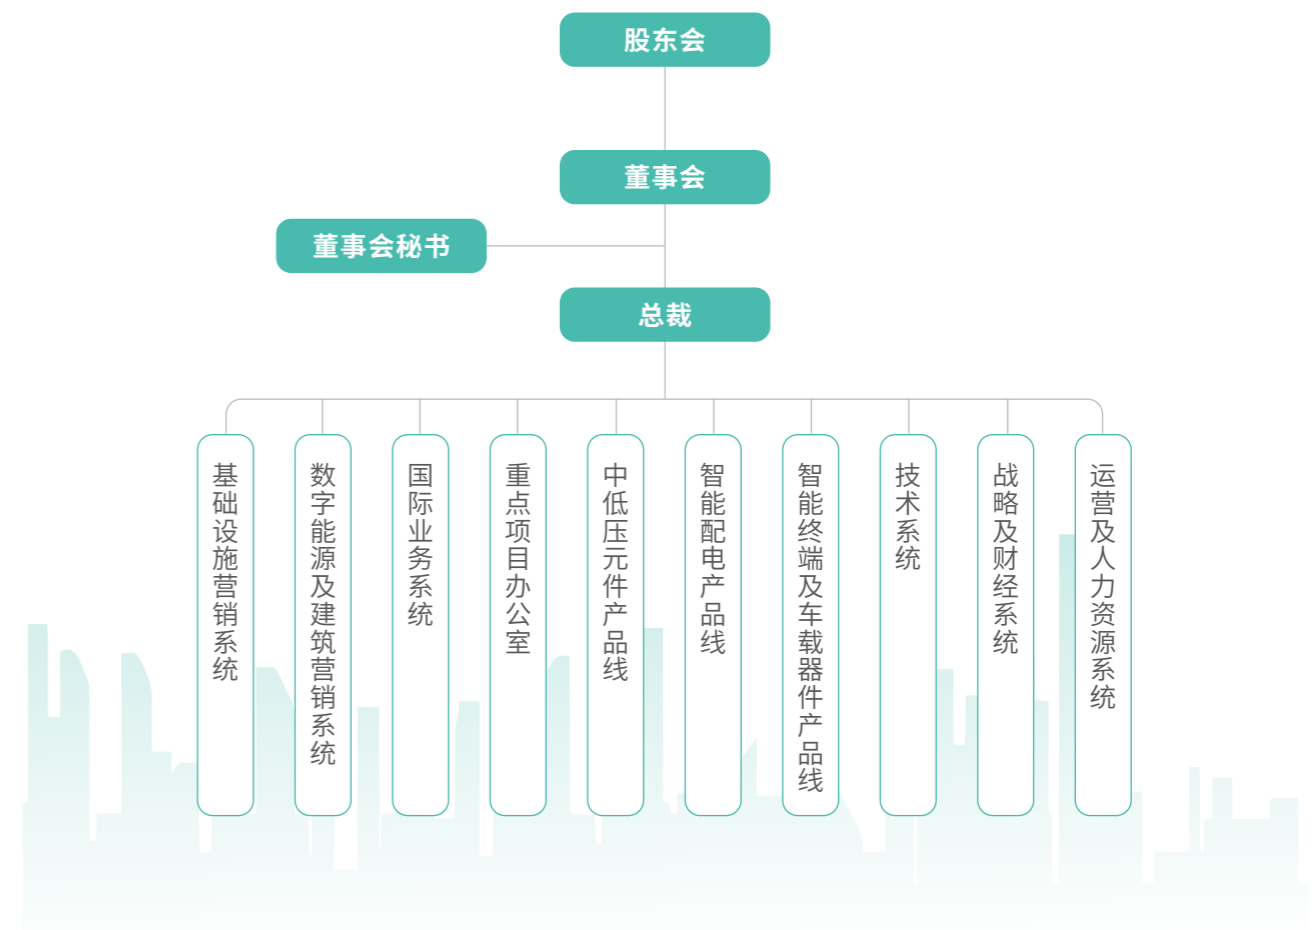 股东会
董事会
董事会秘书
总裁
基础设施营销系统
数字能源及建筑营销系统
国际业务系统
重点项目办公室
中低压元件产品线
智能配电产品线
智能终端及车载器件产品线
技术系统
战略及财经系统
运营及人力资源系统